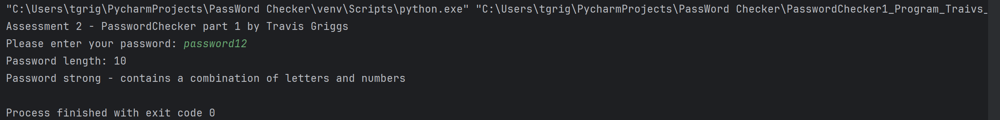 "C:\Users\tgrig\PycharmProjects\PassWord Checker\venv\Scripts\python.exe" "C:\Users\tgrig\PycharmProjects\PassWord Checker\PasswordChecker1_Program_Traivs_
Assessment 2 - PasswordChecker part 1 by Travis Griggs
Please enter your password: password12
Password length: 10
Password strong - contains a combination of letters and numbers
Process finished with exit code 0